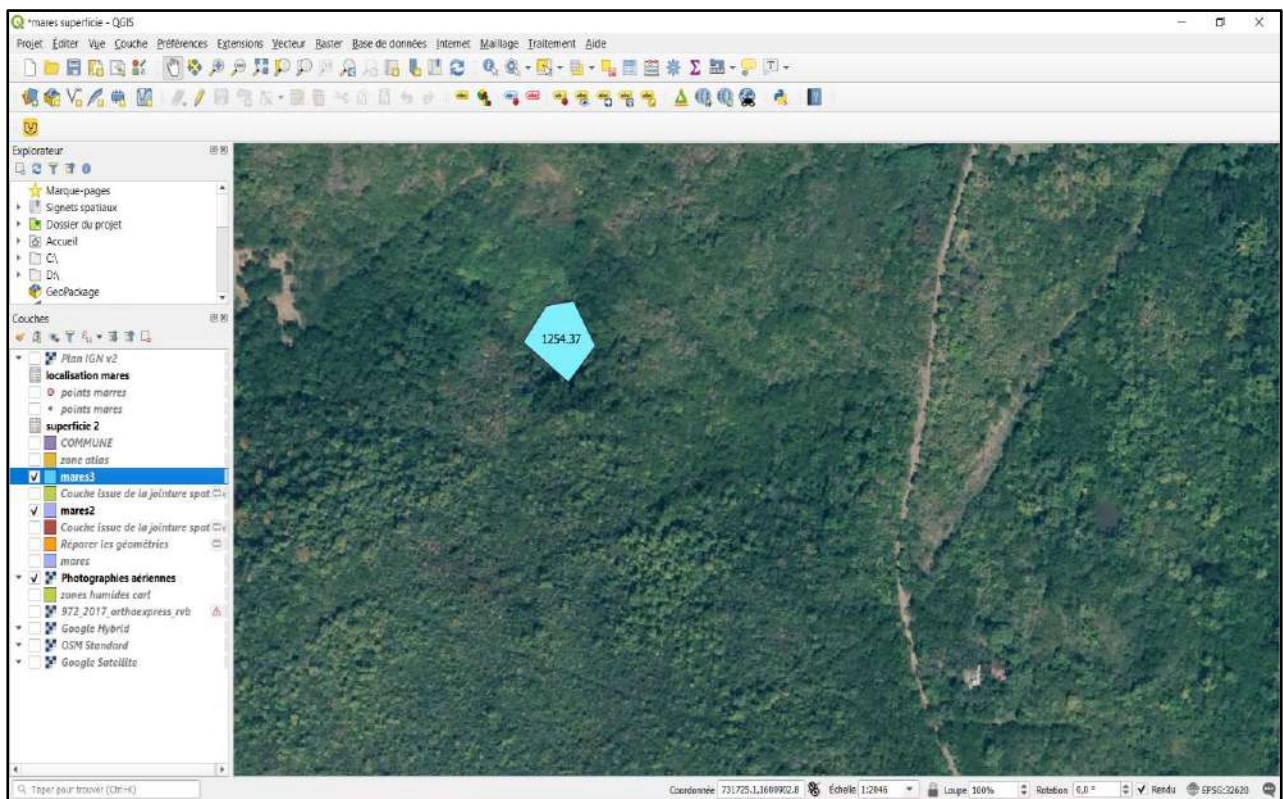 *mares superficie - QGIS
Projet Éditer Vue Couche Préférences Extensions Vecteur Raster Base de données Internet Maillage Traitement Aide
Explorateur
Marque-pages
Signets spatiaux
Dossier du projet
Accueil
C:\
D:\
GeoPackage
Couches
Plan IGN v2
localisation mares
points marres
points mares
superficie 2
COMMUNE
zone atlas
mares3
Couche issue de la jointure spat
mares2
Couche issue de la jointure spat
Réparer les géométries
mares
Photographies aériennes
zones humides carl
972_2017_orthoexpress_rvb
Google Hybrid
OSM Standard
Google Satellite
1254.37
Taper pour trouver (Ctrl+K) Coordonnée 731725.1,1600902.8 Échelle 1:2046 Loupe 100% Rotation 0,0 ° Rendu EPSG:32620